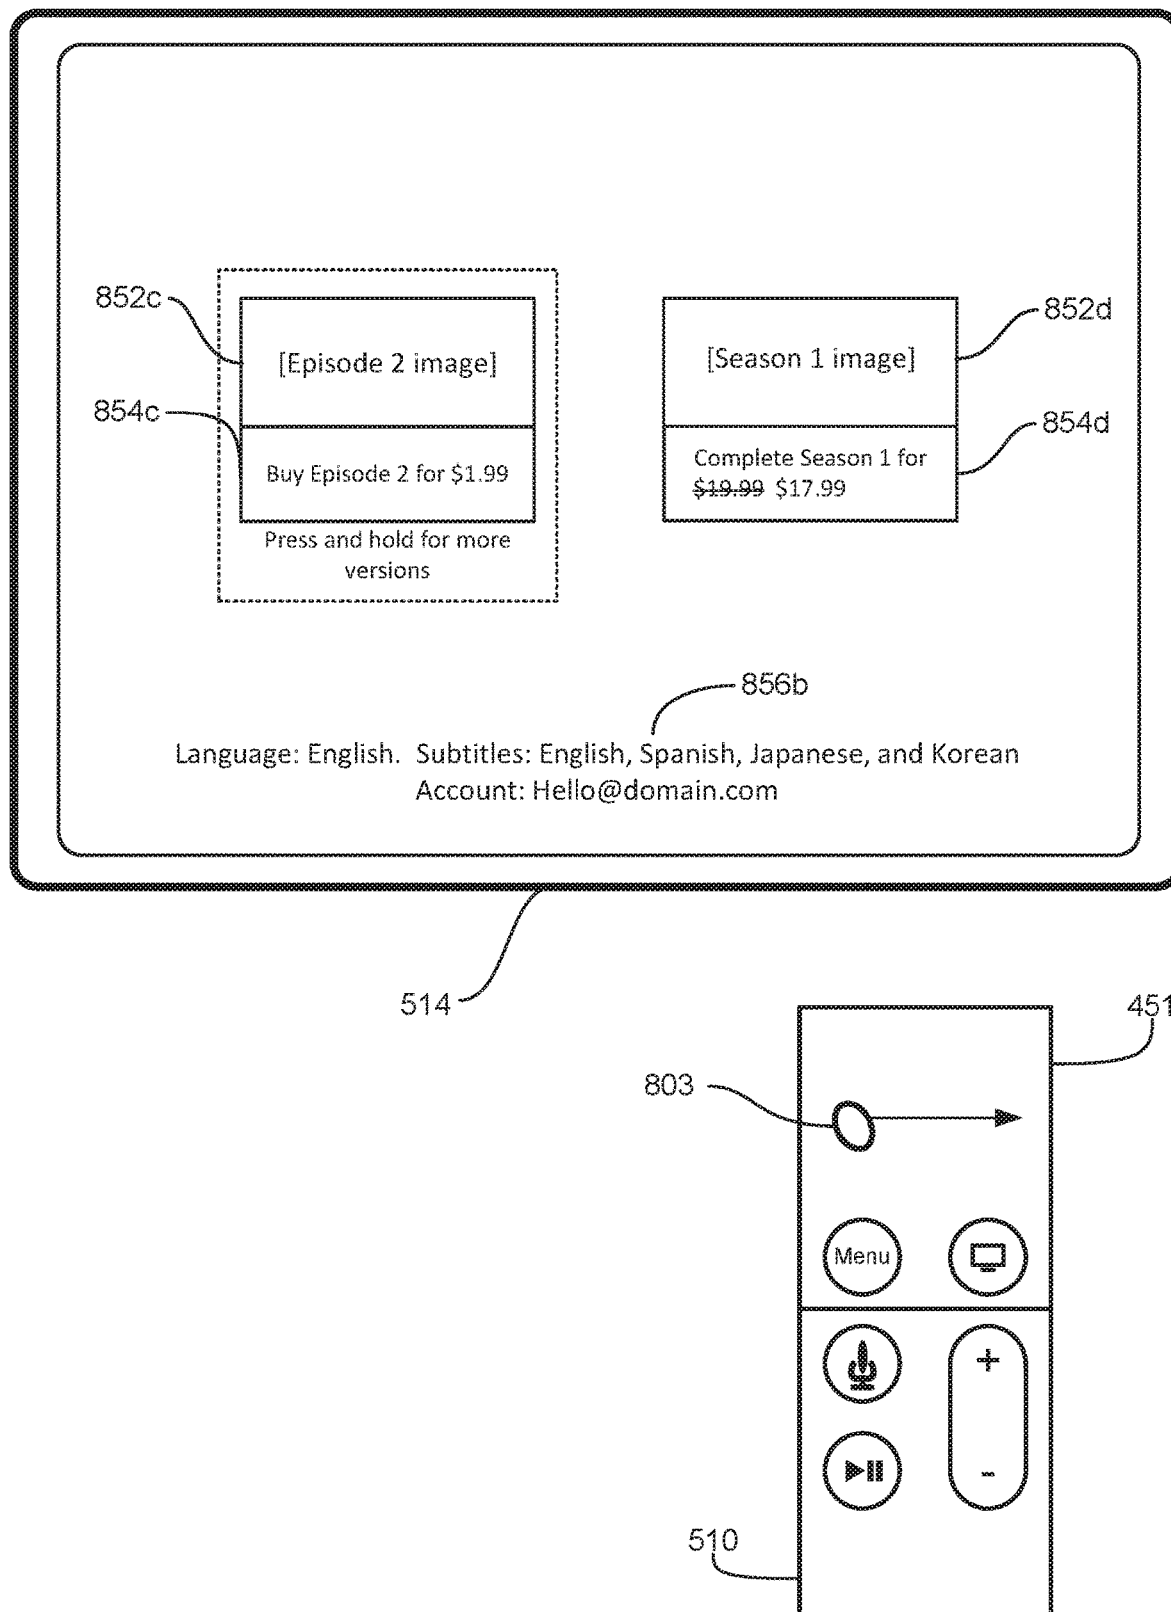 852c
[Episode 2 image]
854c
Buy Episode 2 for $1.99
Press and hold for more
versions
852d
[Season 1 image]
854d
Complete Season 1 for
$19.99 $17.99
856b
Language: English. Subtitles: English, Spanish, Japanese, and Korean
Account: Hello@domain.com
514
451
803
Menu
+
-
510